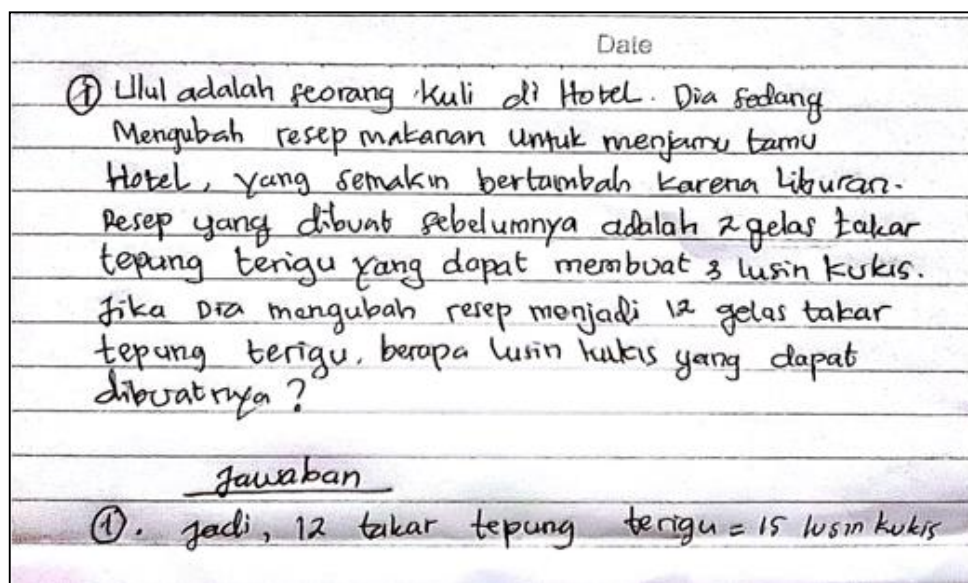 Date
① Ulul adalah seorang kuli di Hotel. Dia sedang
Mengubah resep makanan untuk menjamu tamu
Hotel, yang semakin bertambah karena Liburan.
Resep yang dibuat sebelumnya adalah 2 gelas takar
tepung terigu yang dapat membuat 3 lusin kukis.
Jika Dia mengubah resep menjadi 12 gelas takar
tepung terigu, berapa lusin kukis yang dapat
dibuatnya?
Jawaban
①. Jadi, 12 takar tepung terigu = 15 lusin kukis